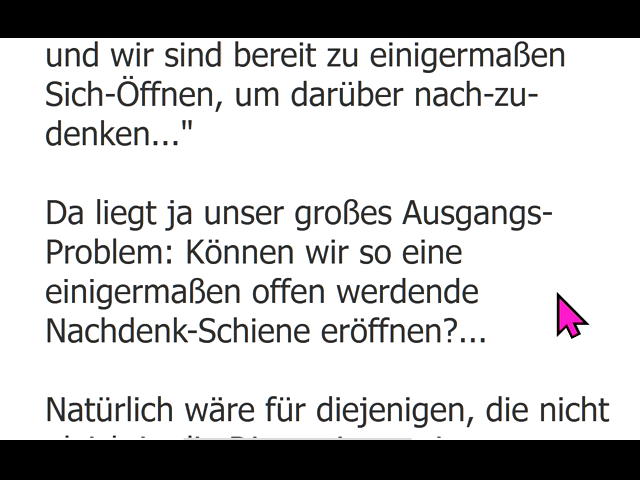 und wir sind bereit zu einigermaßen
Sich-Öffnen, um darüber nach-zu-
denken..."
Da liegt ja unser großes Ausgangs-
Problem: Können wir so eine
einigermaßen offen werdende
Nachdenk-Schiene eröffnen?...
Natürlich wäre für diejenigen, die nicht